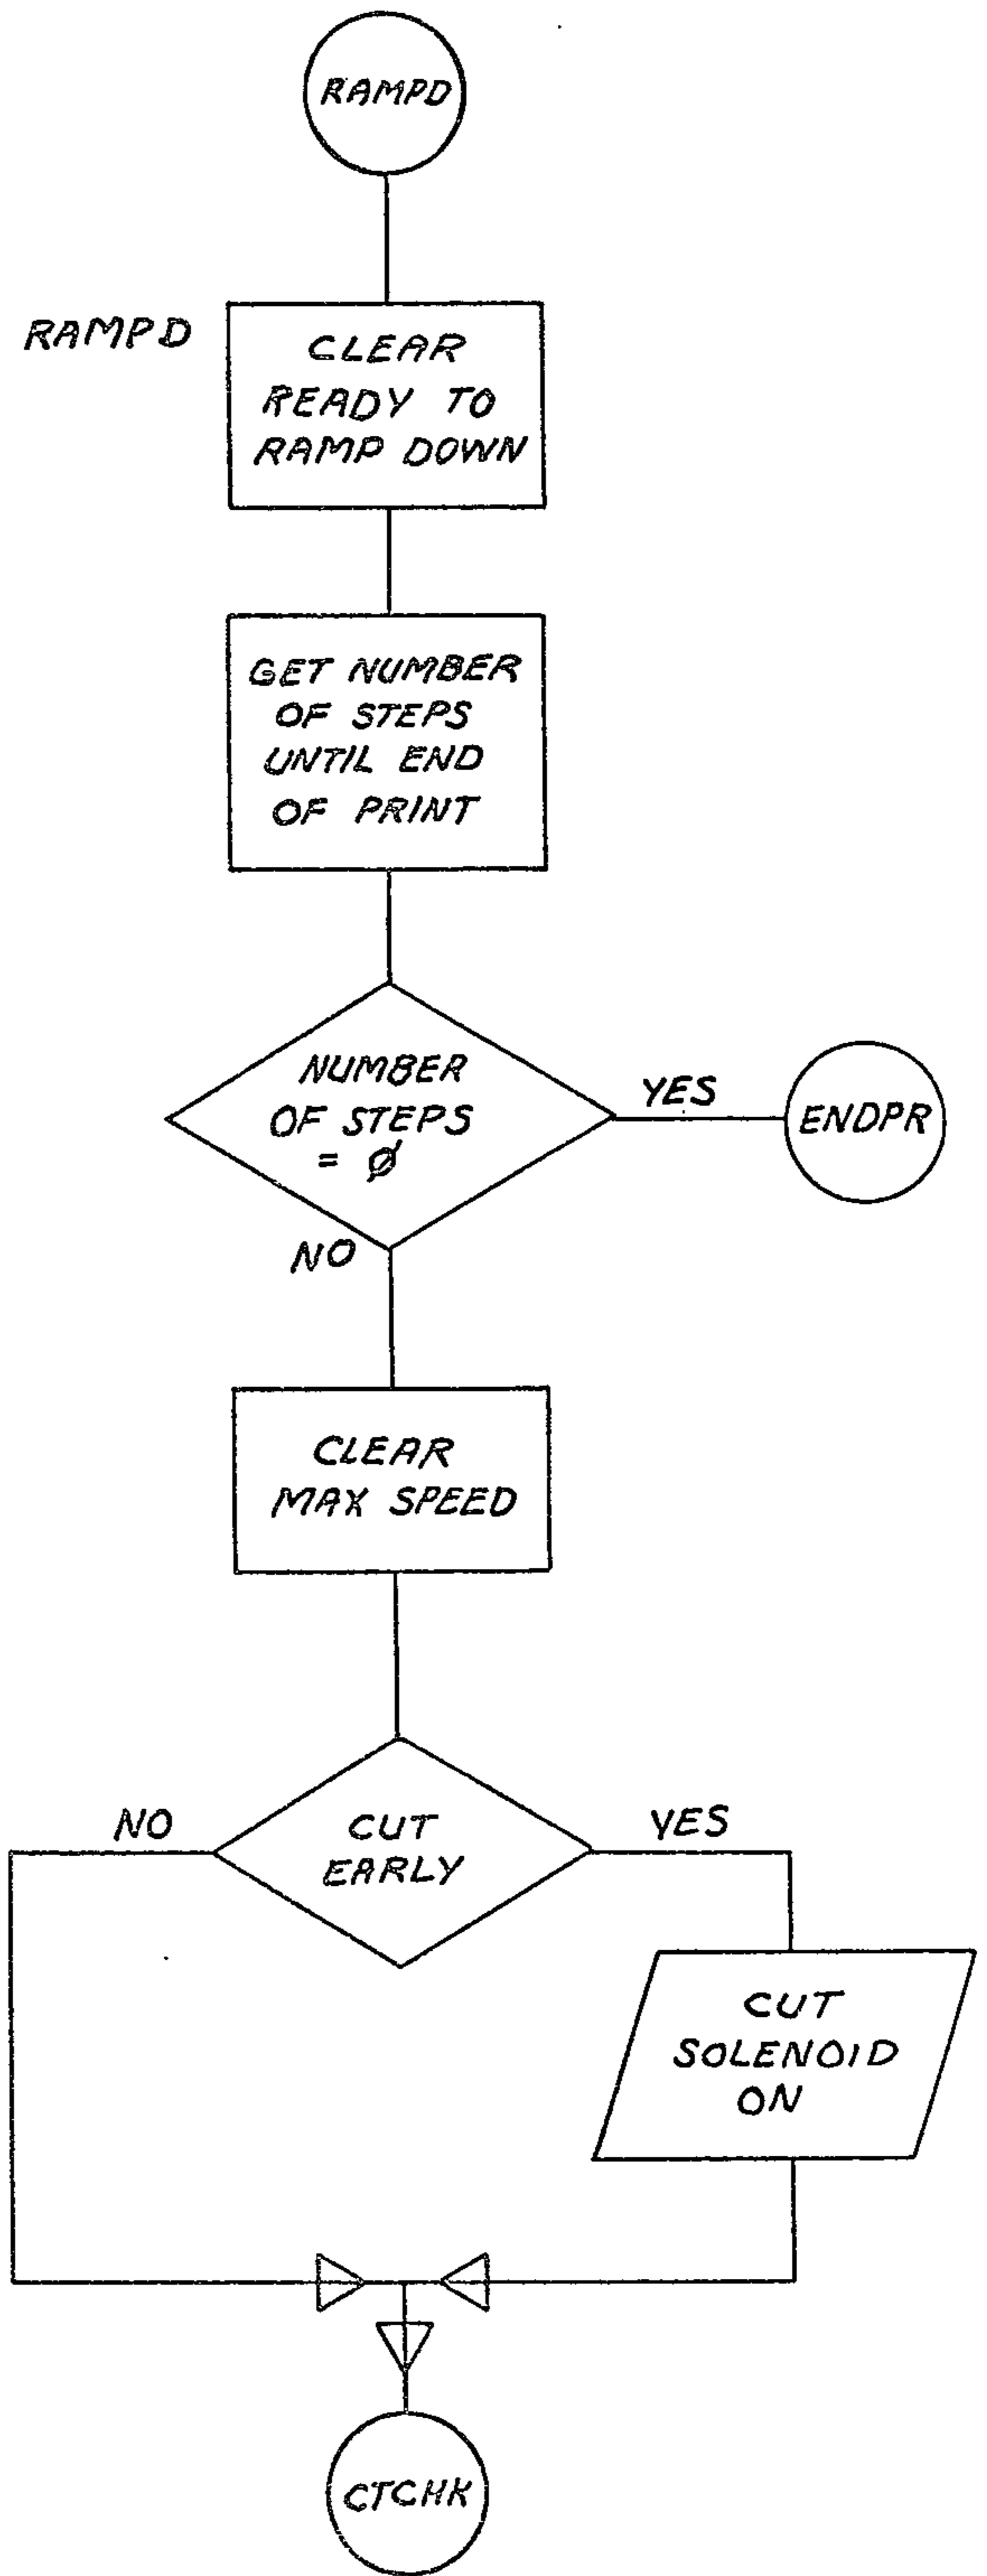 RAMPD
RAMPD
CLEAR
READY TO
RAMP DOWN
GET NUMBER
OF STEPS
UNTIL END
OF PRINT
NUMBER
OF STEPS
= Ø
YES
ENDPR
NO
CLEAR
MAX SPEED
NO
CUT
EARLY
YES
CUT
SOLENOID
ON
CTCHK